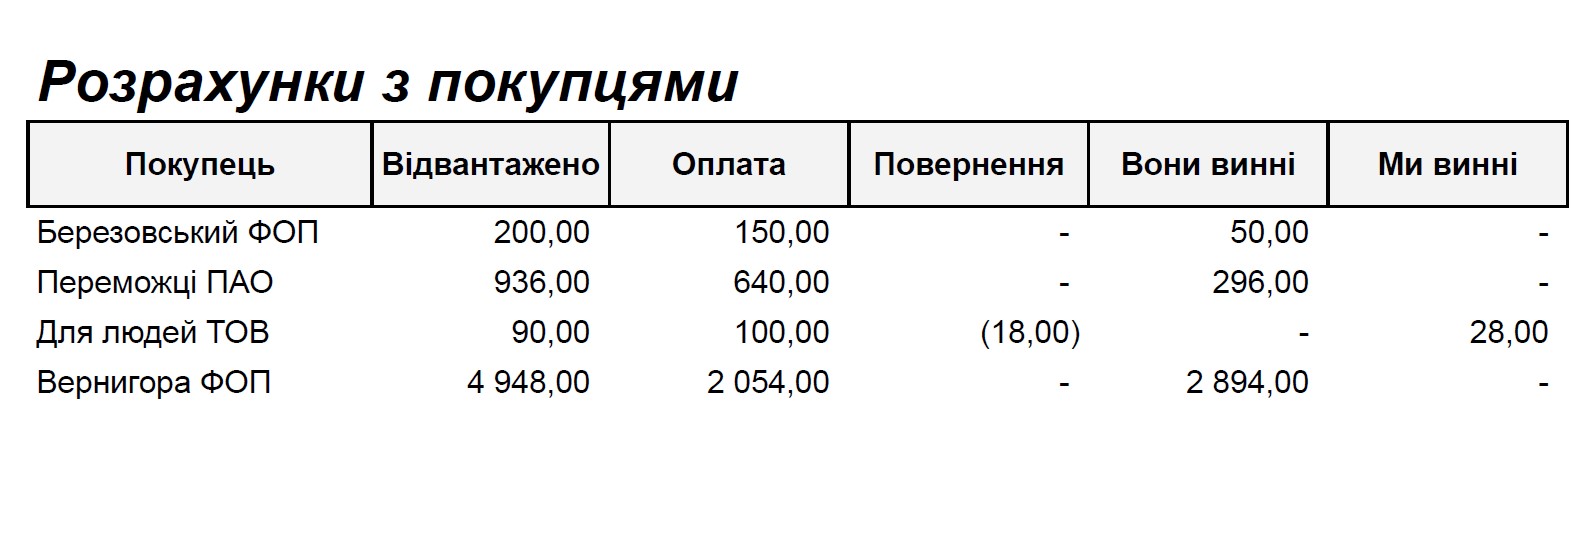 Розрахунки з покупцями
Покупець Відвантажено Оплата Повернення Вони винні Ми винні
Березовський ФОП 200,00 150,00 - 50,00 -
Переможці ПАО 936,00 640,00 - 296,00 -
Для людей ТОВ 90,00 100,00 (18,00) - 28,00
Вернигора ФОП 4 948,00 2 054,00 - 2 894,00 -